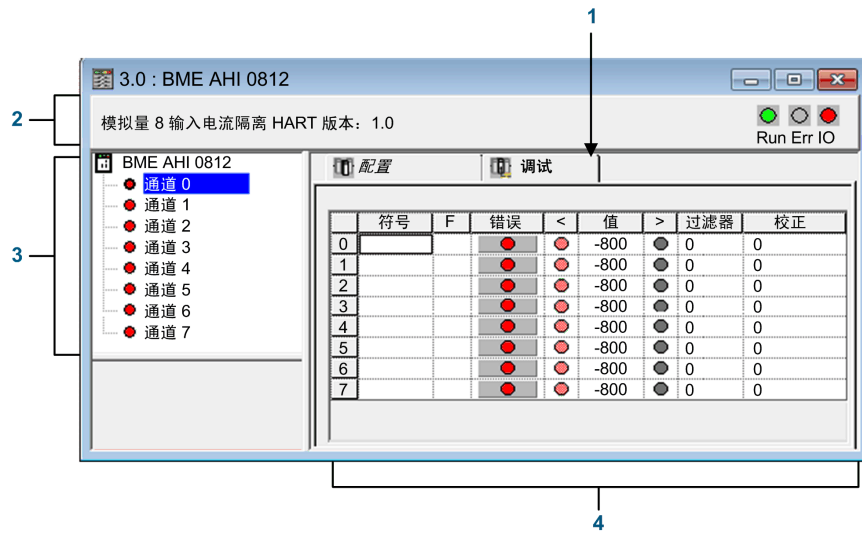 1
3.0 : BME AHI 0812
2
模拟量 8 输入电流隔离 HART 版本：1.0
Run Err IO
3
BME AHI 0812
通道 0
通道 1
通道 2
通道 3
通道 4
通道 5
通道 6
通道 7
配置 调试
符号 F 错误 < 值 > 过滤器 校正
0 -800 0 0
1 -800 0 0
2 -800 0 0
3 -800 0 0
4 -800 0 0
5 -800 0 0
6 -800 0 0
7 -800 0 0
4